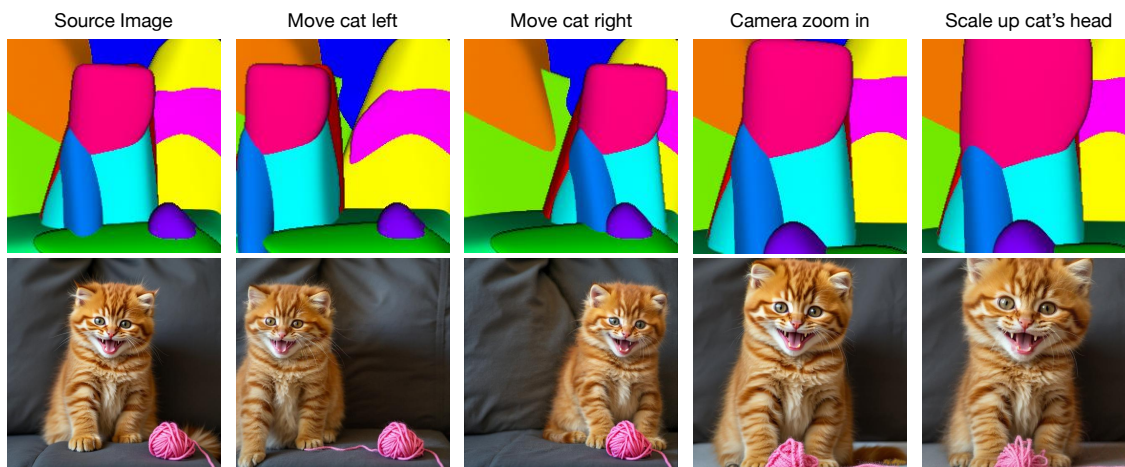 Source Image
Move cat left
Move cat right
Camera zoom in
Scale up cat's head